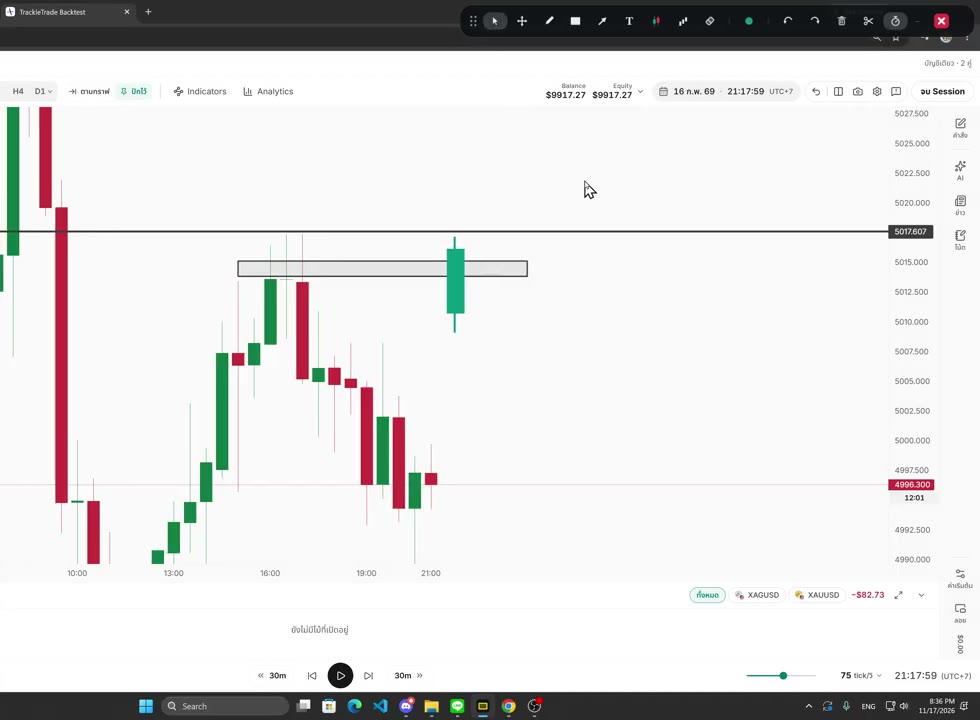 TrackleTrade Backtest
บัญชีเดียว · 2 คู่
H4 D1 ตามกราฟ ปักไว้ Indicators Analytics
Balance $9917.27 Equity $9917.27
16 ก.พ. 69 · 21:17:59 UTC+7
จบ Session
5027.500
5025.000
5022.500
5020.000
5017.607
5015.000
5012.500
5010.000
5007.500
5005.000
5002.500
5000.000
4997.500
4996.300
12:01
4992.500
4990.000
คำสั่ง
AI
ข่าว
โน้ต
ค่าเริ่มต้น
ลอย
$0.00
10:00 13:00 16:00 19:00 21:00
ทั้งหมด XAGUSD XAUUSD -$82.73
ยังไม่มีไม้ที่เปิดอยู่
30m 30m
75 tick/s 21:17:59 (UTC+7)
Search
ENG
8:36 PM
11/17/2026